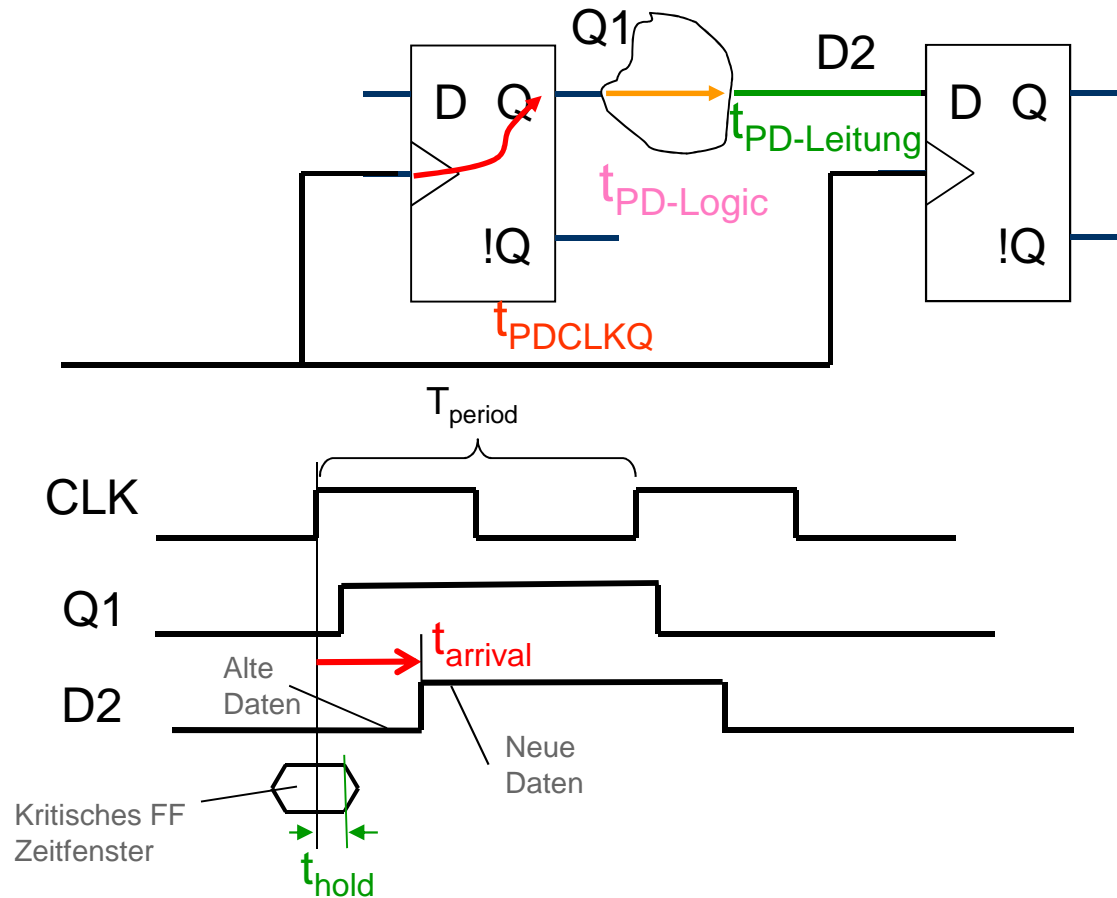 Q1
D2
D Q
D Q
tPD-Leitung
tPD-Logic
!Q
!Q
tPDCLKQ
Tperiod
CLK
Q1
tarrival
Alte
Daten
D2
Neue
Daten
Kritisches FF
Zeitfenster
thold